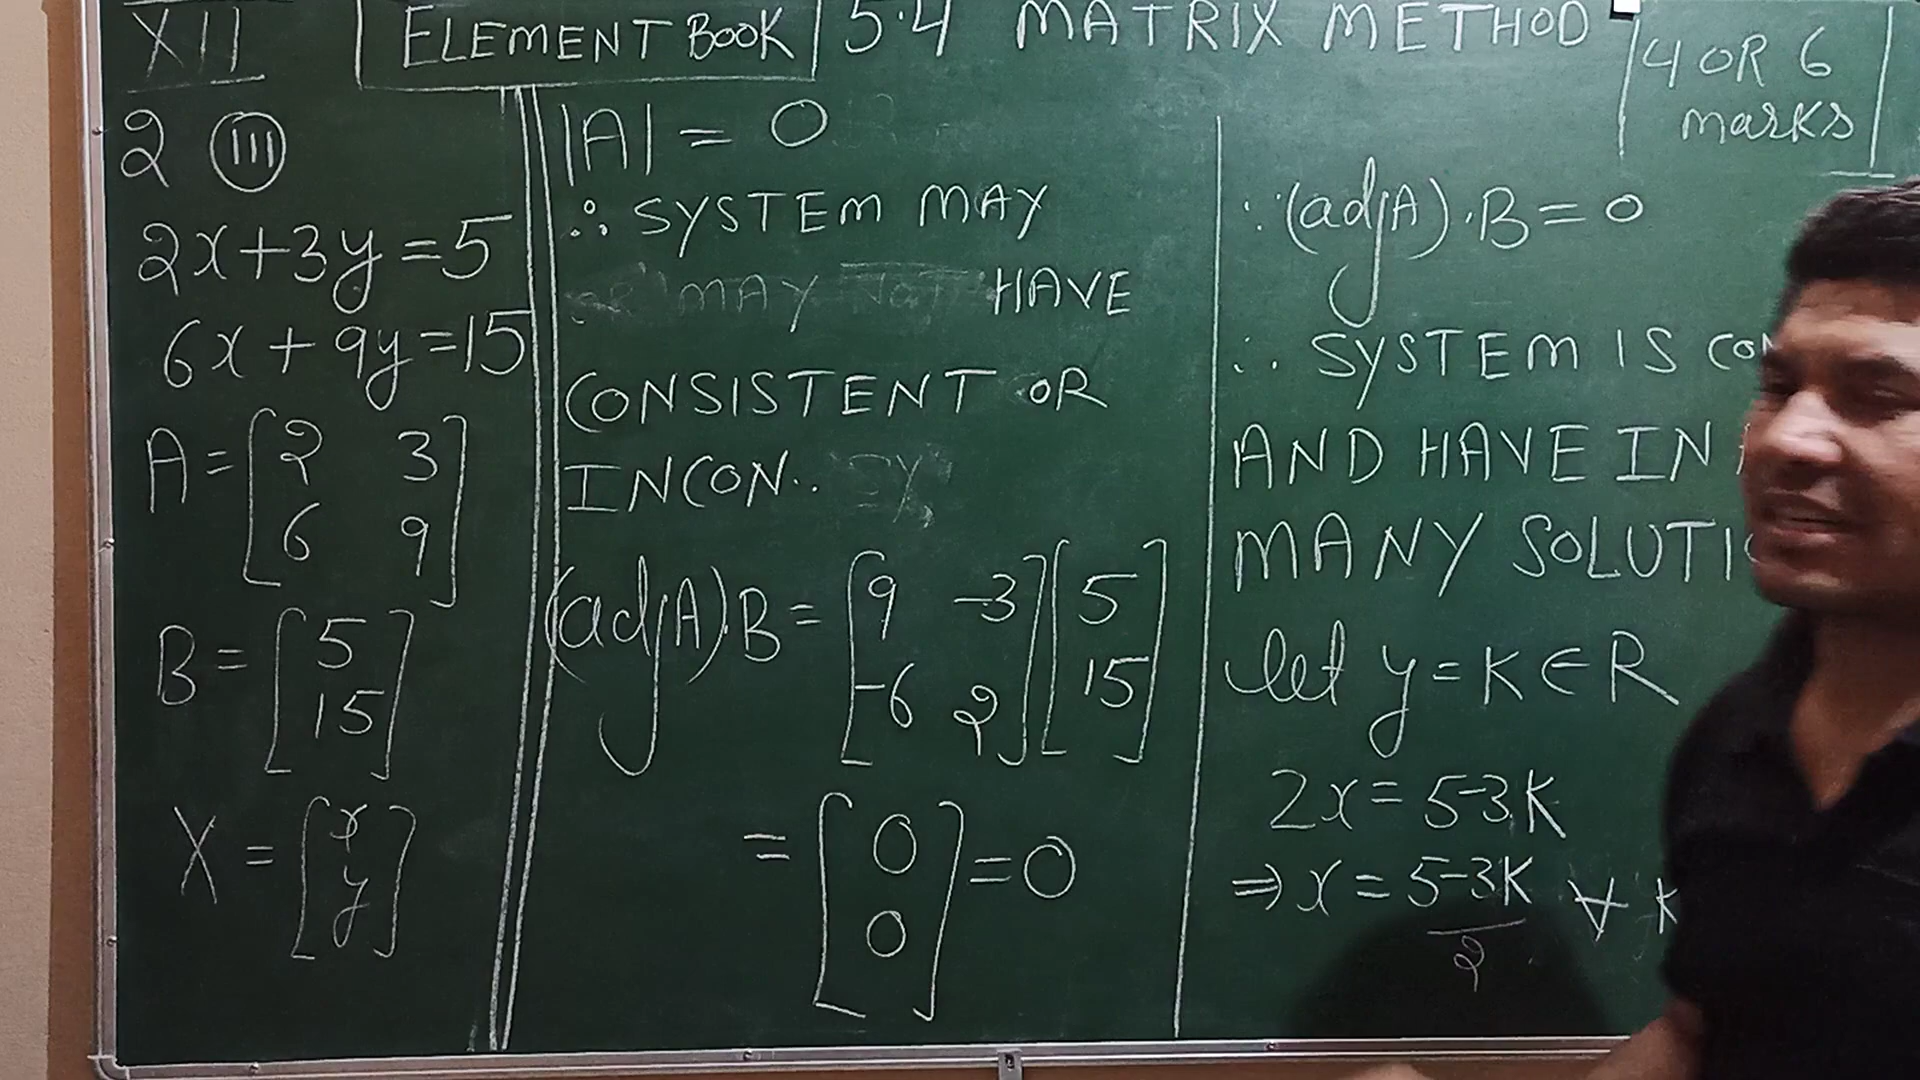 XII ELEMENT BOOK 5.4 MATRIX METHOD 4 OR 6
marks
2 (III)
2x+3y=5
6x+9y=15
A=[2 3
6 9]
B=[5
15]
X=[x
y]
|A| = 0
∴ SYSTEM MAY
MAY NOT HAVE
CONSISTENT OR
INCON..
(adjA).B= [9 -3 [5
-6 2] 15]
= [0
0] =0
∵(adjA).B=0
∴ SYSTEM IS CON
AND HAVE IN
MANY SOLUTI
let y=K∈R
2x=5-3K
⇒x=5-3K ∀ K
2